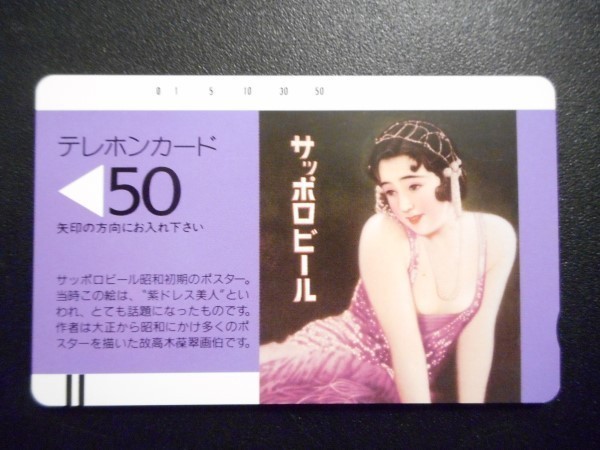 0 1 5 10 30 50
テレホンカード
50
矢印の方向にお入れ下さい
サッポロビール昭和初期のポスター。
当時この絵は、"紫ドレス美人"とい
われ、とても話題になったものです。
作者は大正から昭和にかけ多くのポ
スターを描いた故高木葆翠画伯です。
サッポロビール